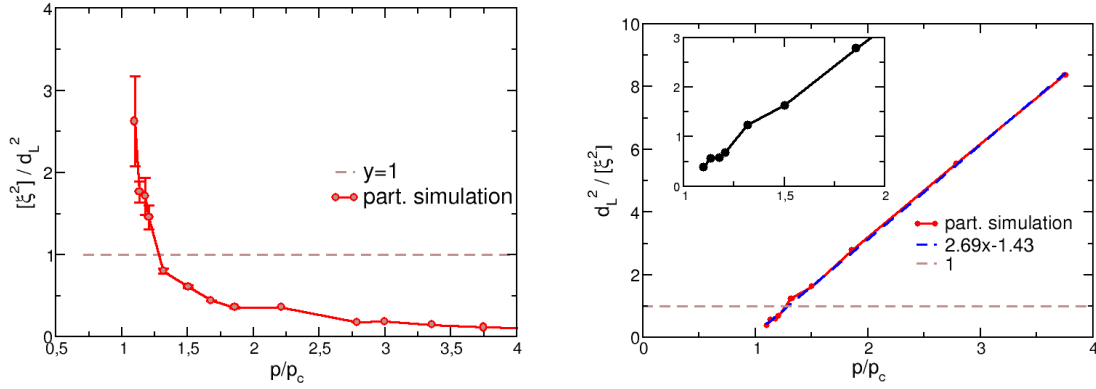 4
3
2
1
0
[ξ²] / d_L²
y=1
part. simulation
0,5 1 1,5 2 2,5 3 3,5 4
p/p_c
10
8
6
4
2
0
d_L² / [ξ²]
3
2
1
0
1 1,5 2
part. simulation
2.69x-1.43
1
0 1 2 3 4
p/p_c